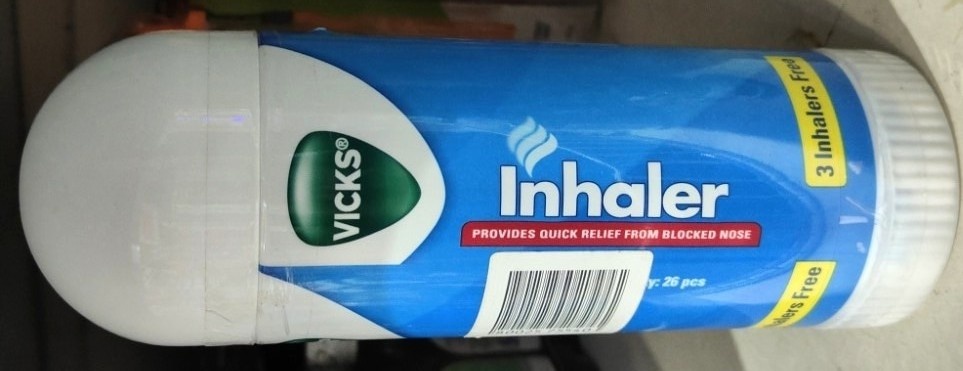 VICKS®
Inhaler
PROVIDES QUICK RELIEF FROM BLOCKED NOSE
y: 26 pcs
3 Inhalers Free
lers Free